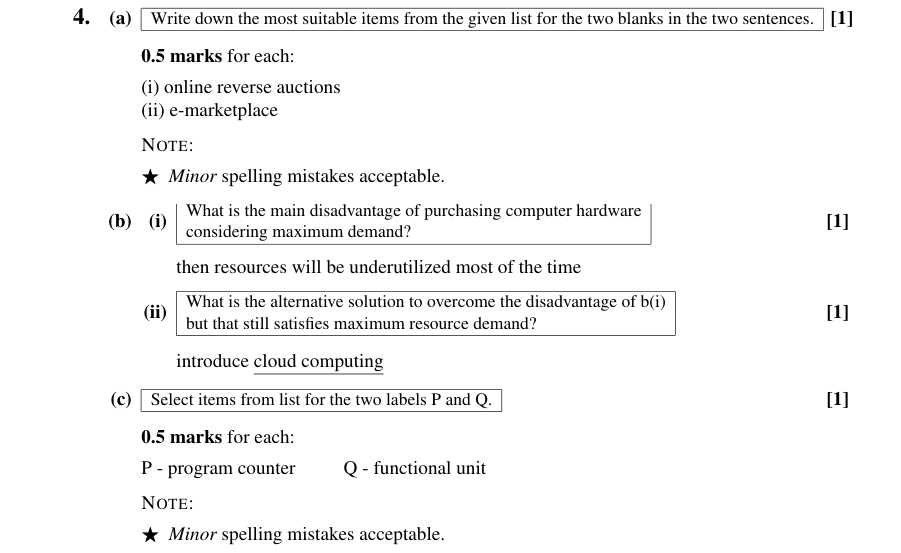 4. (a) Write down the most suitable items from the given list for the two blanks in the two sentences. [1]
0.5 marks for each:
(i) online reverse auctions
(ii) e-marketplace
NOTE:
★ Minor spelling mistakes acceptable.
(b) (i) What is the main disadvantage of purchasing computer hardware
considering maximum demand? [1]
then resources will be underutilized most of the time
(ii) What is the alternative solution to overcome the disadvantage of b(i)
but that still satisfies maximum resource demand? [1]
introduce cloud computing
(c) Select items from list for the two labels P and Q. [1]
0.5 marks for each:
P - program counter Q - functional unit
NOTE:
★ Minor spelling mistakes acceptable.